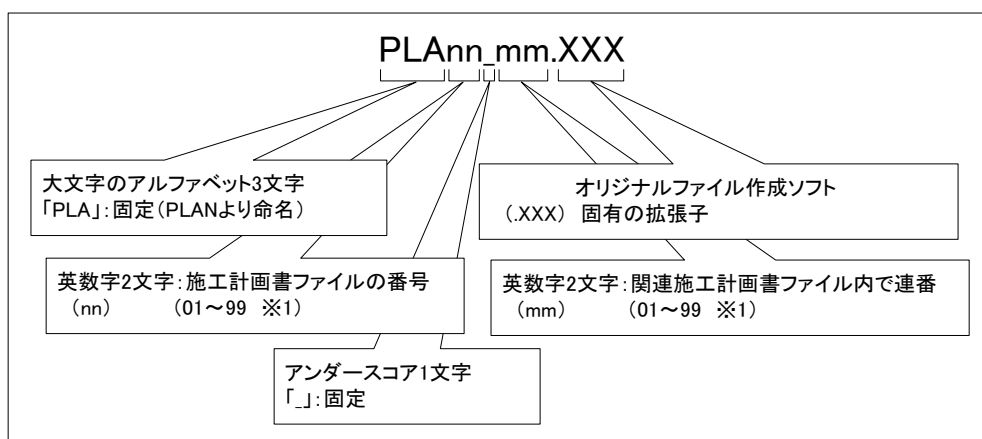 PLAnn_mm.XXX
大文字のアルファベット3文字
「PLA」:固定(PLANより命名)
オリジナルファイル作成ソフト
(.XXX) 固有の拡張子
英数字2文字:施工計画書ファイルの番号
(nn) (01~99 ※1)
英数字2文字:関連施工計画書ファイル内で連番
(mm) (01~99 ※1)
アンダースコア1文字
「_」:固定